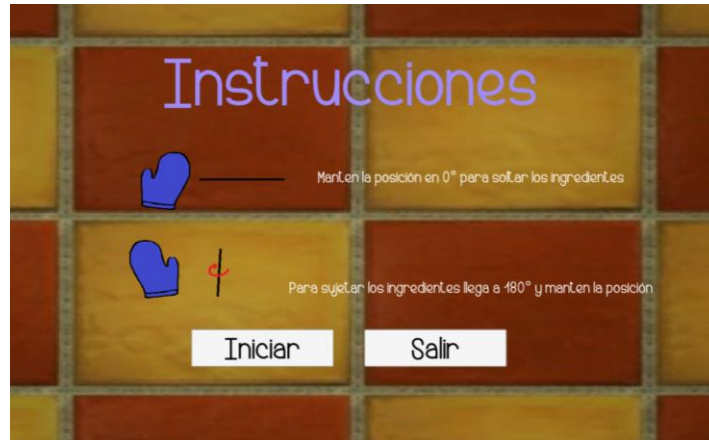 Instrucciones
Manten la posición en 0° para soltar los ingredientes
Para sujetar los ingredientes llega a 180° y manten la posición
Iniciar
Salir